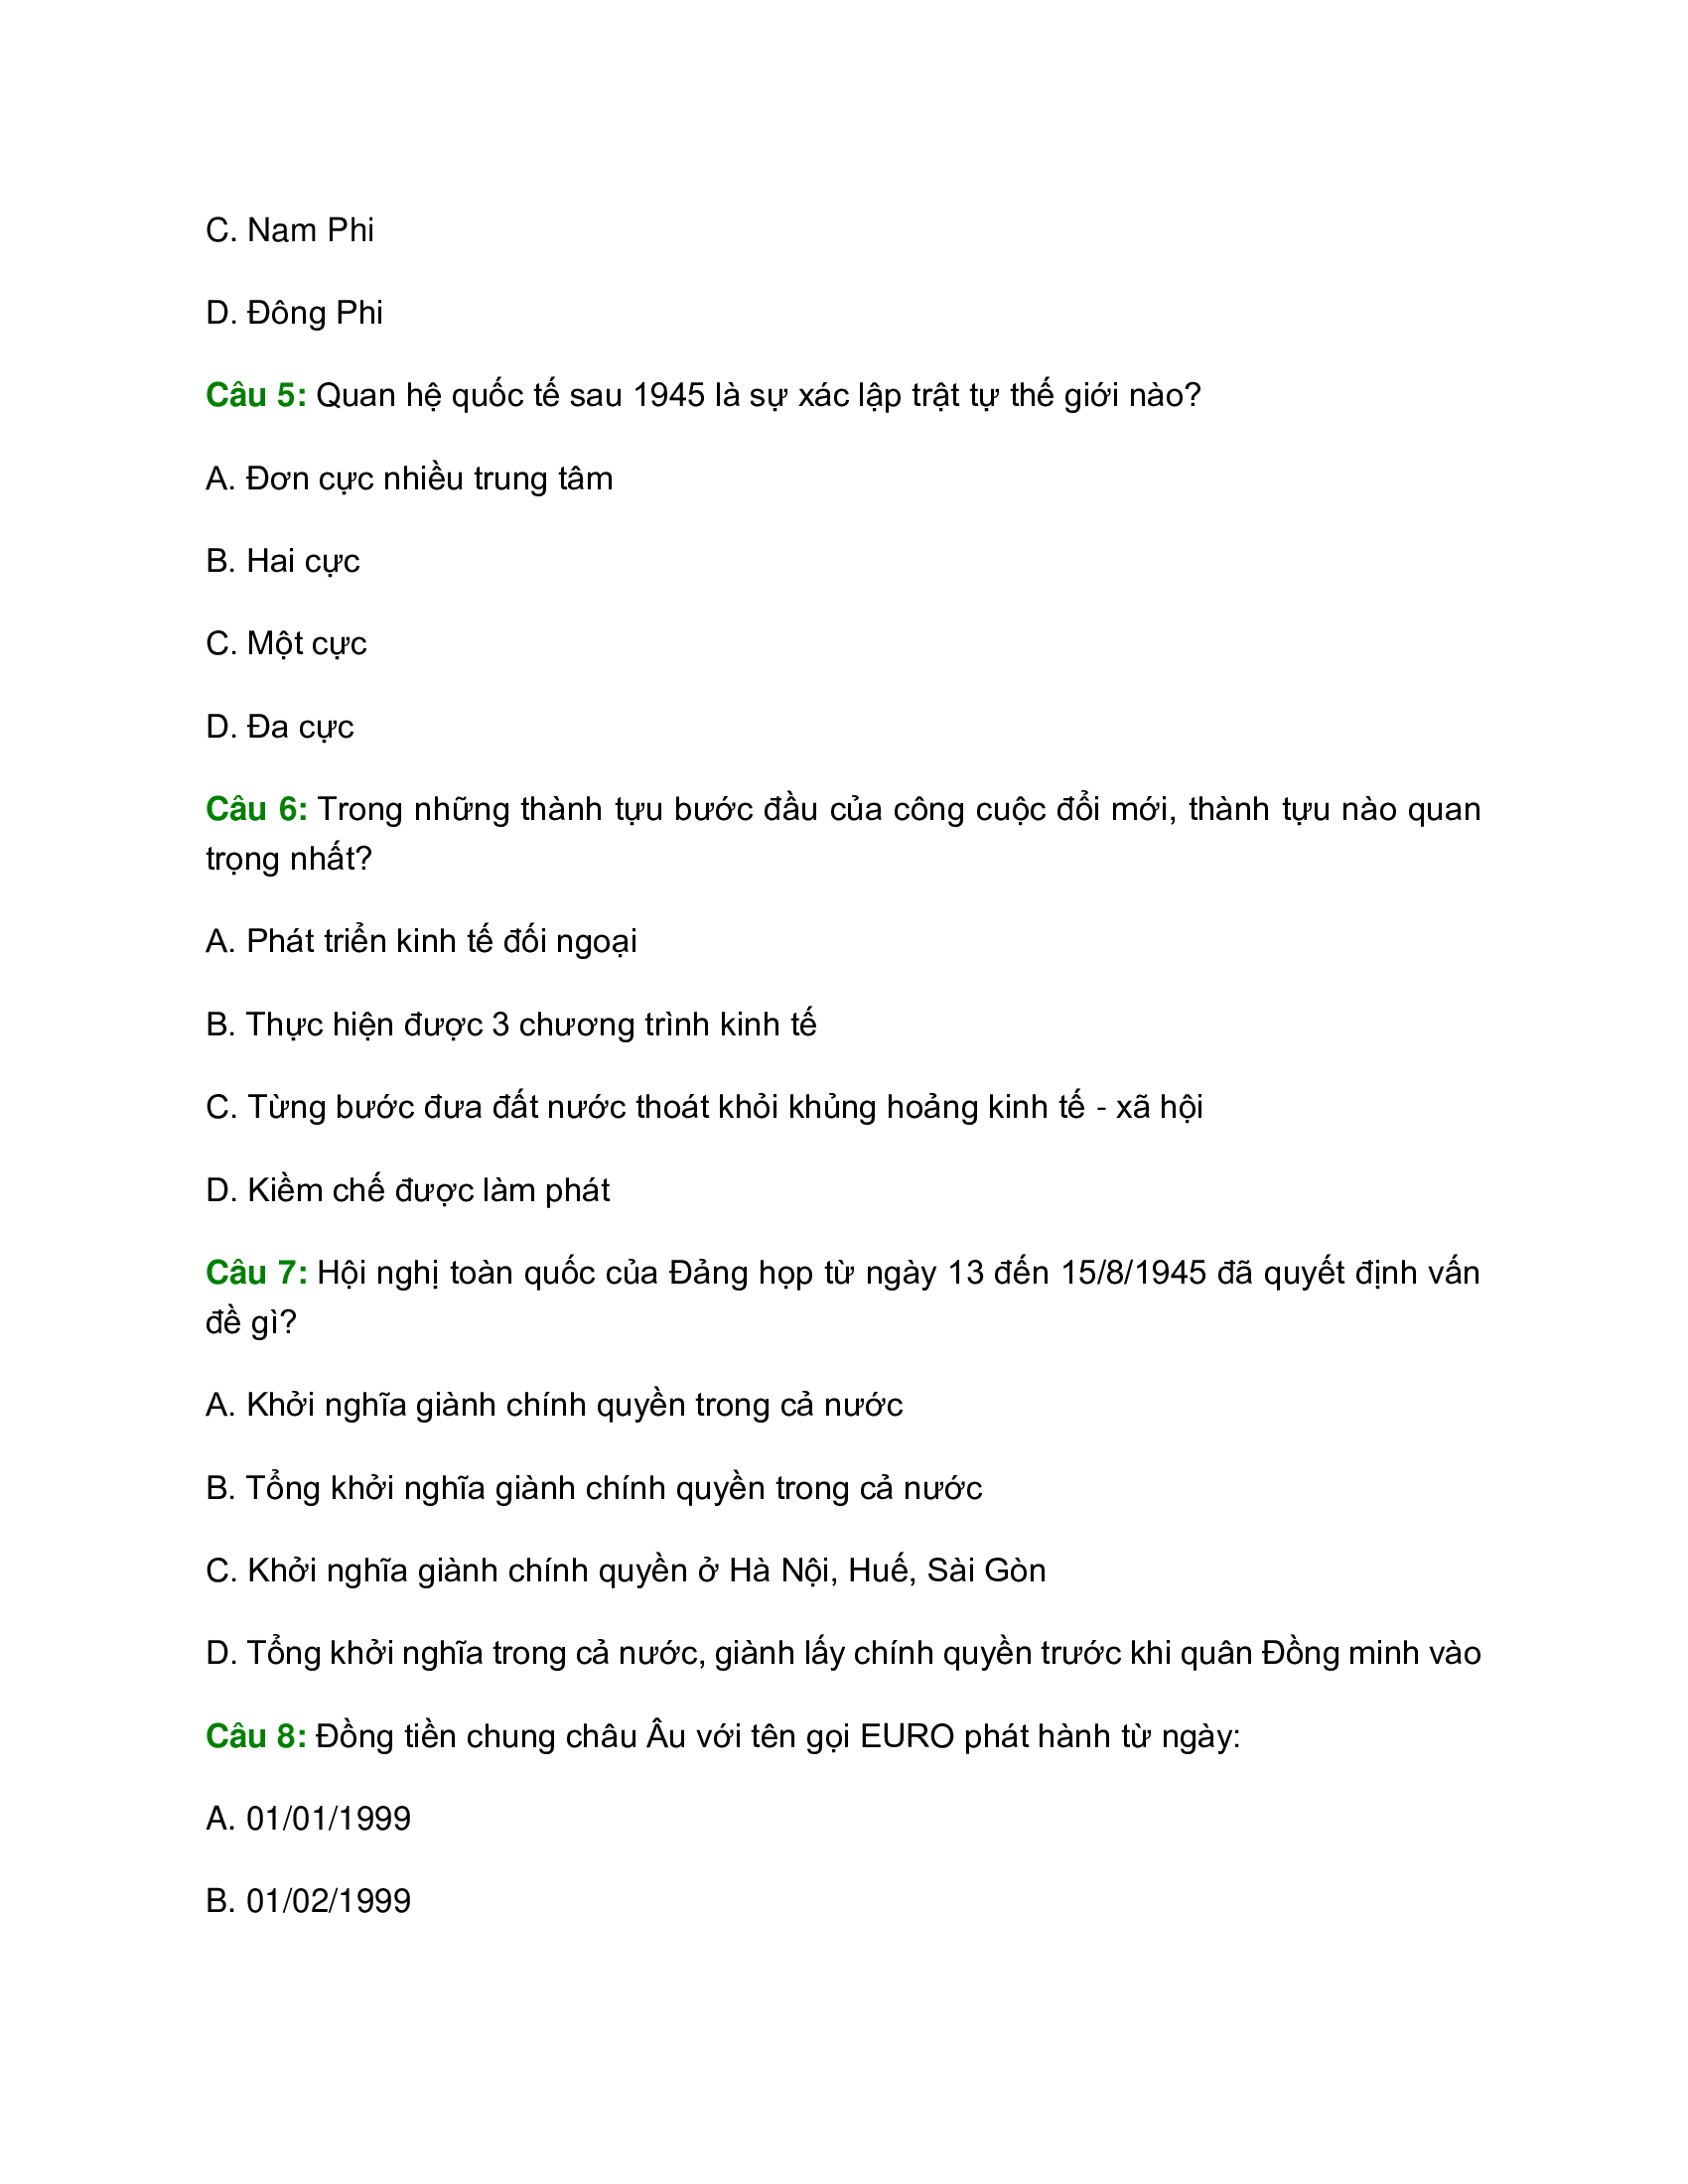 C. Nam Phi
D. Đông Phi
Câu 5: Quan hệ quốc tế sau 1945 là sự xác lập trật tự thế giới nào?
A. Đơn cực nhiều trung tâm
B. Hai cực
C. Một cực
D. Đa cực
Câu 6: Trong những thành tựu bước đầu của công cuộc đổi mới, thành tựu nào quan
trọng nhất?
A. Phát triển kinh tế đối ngoại
B. Thực hiện được 3 chương trình kinh tế
C. Từng bước đưa đất nước thoát khỏi khủng hoảng kinh tế - xã hội
D. Kiềm chế được làm phát
Câu 7: Hội nghị toàn quốc của Đảng họp từ ngày 13 đến 15/8/1945 đã quyết định vấn
đề gì?
A. Khởi nghĩa giành chính quyền trong cả nước
B. Tổng khởi nghĩa giành chính quyền trong cả nước
C. Khởi nghĩa giành chính quyền ở Hà Nội, Huế, Sài Gòn
D. Tổng khởi nghĩa trong cả nước, giành lấy chính quyền trước khi quân Đồng minh vào
Câu 8: Đồng tiền chung châu Âu với tên gọi EURO phát hành từ ngày:
A. 01/01/1999
B. 01/02/1999